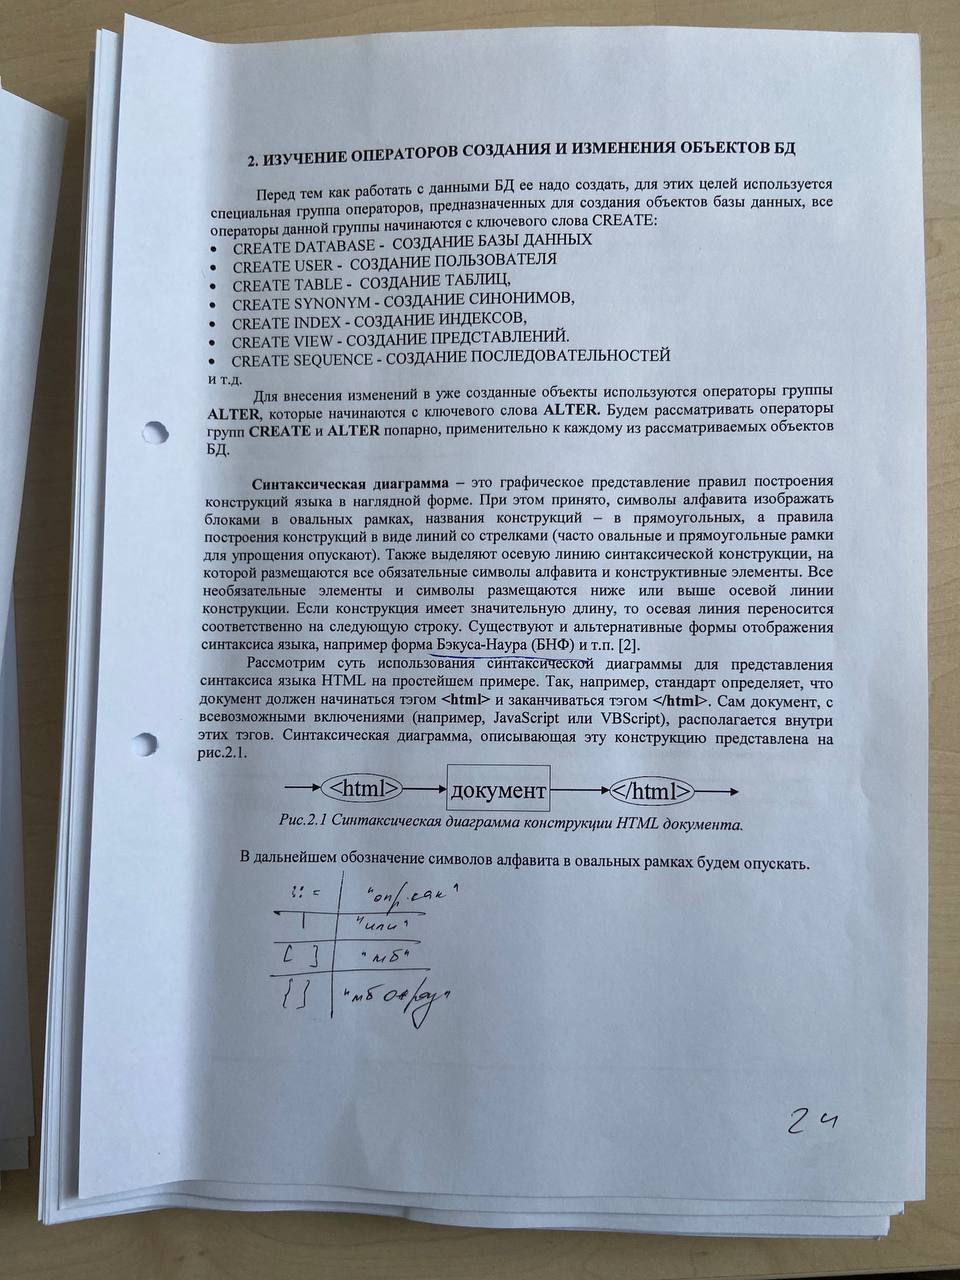 2. ИЗУЧЕНИЕ ОПЕРАТОРОВ СОЗДАНИЯ И ИЗМЕНЕНИЯ ОБЪЕКТОВ БД
Перед тем как работать с данными БД ее надо создать, для этих целей используется
специальная группа операторов, предназначенных для создания объектов базы данных, все
операторы данной группы начинаются с ключевого слова CREATE:
• CREATE DATABASE - СОЗДАНИЕ БАЗЫ ДАННЫХ
• CREATE USER - СОЗДАНИЕ ПОЛЬЗОВАТЕЛЯ
• CREATE TABLE - СОЗДАНИЕ ТАБЛИЦ,
• CREATE SYNONYM - СОЗДАНИЕ СИНОНИМОВ,
• CREATE INDEX - СОЗДАНИЕ ИНДЕКСОВ,
• CREATE VIEW - СОЗДАНИЕ ПРЕДСТАВЛЕНИЙ.
• CREATE SEQUENCE - СОЗДАНИЕ ПОСЛЕДОВАТЕЛЬНОСТЕЙ
и т.д.
Для внесения изменений в уже созданные объекты используются операторы группы
ALTER, которые начинаются с ключевого слова ALTER. Будем рассматривать операторы
групп CREATE и ALTER попарно, применительно к каждому из рассматриваемых объектов
БД.
Синтаксическая диаграмма – это графическое представление правил построения
конструкций языка в наглядной форме. При этом принято, символы алфавита изображать
блоками в овальных рамках, названия конструкций – в прямоугольных, а правила
построения конструкций в виде линий со стрелками (часто овальные и прямоугольные рамки
для упрощения опускают). Также выделяют осевую линию синтаксической конструкции, на
которой размещаются все обязательные символы алфавита и конструктивные элементы. Все
необязательные элементы и символы размещаются ниже или выше осевой линии
конструкции. Если конструкция имеет значительную длину, то осевая линия переносится
соответственно на следующую строку. Существуют и альтернативные формы отображения
синтаксиса языка, например форма Бэкуса-Наура (БНФ) и т.п. [2].
Рассмотрим суть использования синтаксической диаграммы для представления
синтаксиса языка HTML на простейшем примере. Так, например, стандарт определяет, что
документ должен начинаться тэгом <html> и заканчиваться тэгом </html>. Сам документ, с
всевозможными включениями (например, JavaScript или VBScript), располагается внутри
этих тэгов. Синтаксическая диаграмма, описывающая эту конструкцию представлена на
рис.2.1.
<html> документ </html>
Рис.2.1 Синтаксическая диаграмма конструкции HTML документа.
В дальнейшем обозначение символов алфавита в овальных рамках будем опускать.
::= "опр. как"
| "или"
[ ] "мб"
{ } "мб
24